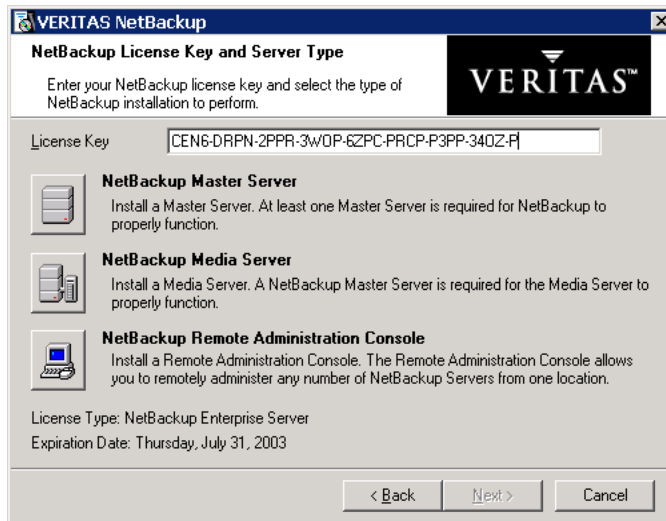 VERITAS NetBackup
NetBackup License Key and Server Type
Enter your NetBackup license key and select the type of
NetBackup installation to perform.
VERITAS™
License Key
CEN6-DRPN-2PPR-3WOP-6ZPC-PRCP-P3PP-34OZ-P
NetBackup Master Server
Install a Master Server. At least one Master Server is required for NetBackup to
properly function.
NetBackup Media Server
Install a Media Server. A NetBackup Master Server is required for the Media Server to
properly function.
NetBackup Remote Administration Console
Install a Remote Administration Console. The Remote Administration Console allows
you to remotely administer any number of NetBackup Servers from one location.
License Type: NetBackup Enterprise Server
Expiration Date: Thursday, July 31, 2003
< Back
Next >
Cancel